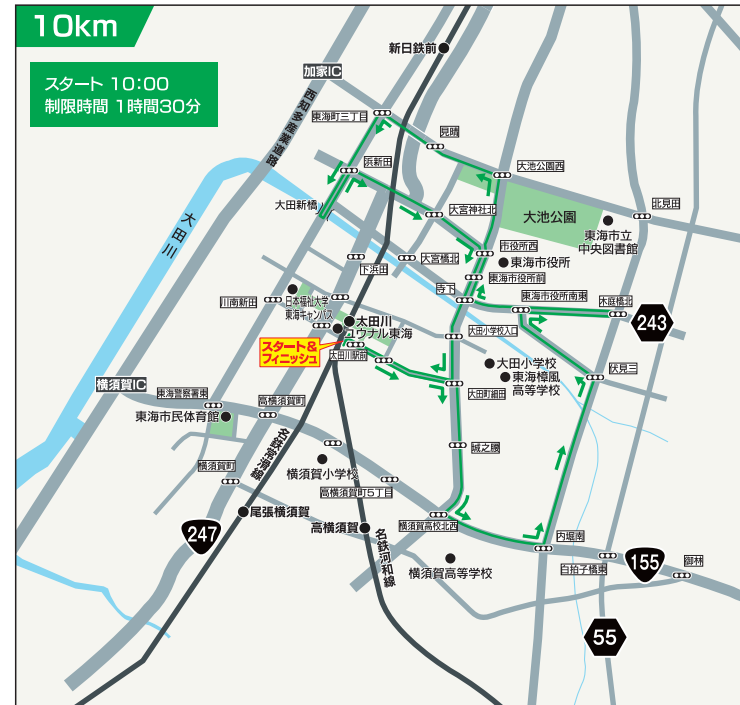 10km
スタート 10:00
制限時間 1時間30分
新日鉄前
加家IC
西知多産業道路
東海町三丁目
見晴
浜新田
大池公園西
大田新橋
大宮神社北
大池公園
北見田
東海市立
中央図書館
大田川
市役所西
東海市役所
大宮橋北
下浜田
東海市役所前
寺下
東海市役所南東
木庭橋北
243
川南新田
日本福祉大学
東海キャンパス
太田川
ユウナル東海
大田小学校入口
スタート&
フィニッシュ
太田川駅前
大田小学校
伏見三
東海樟風
高等学校
大田町細田
横須賀IC
東海警察署東
高横須賀町
東海市民体育館
名鉄常滑線
横須賀町
横須賀小学校
高横須賀町5丁目
尾張横須賀
高横須賀
名鉄河和線
247
横須賀高校北西
横須賀高等学校
内堀南
白拍子橋東
155
御林
55